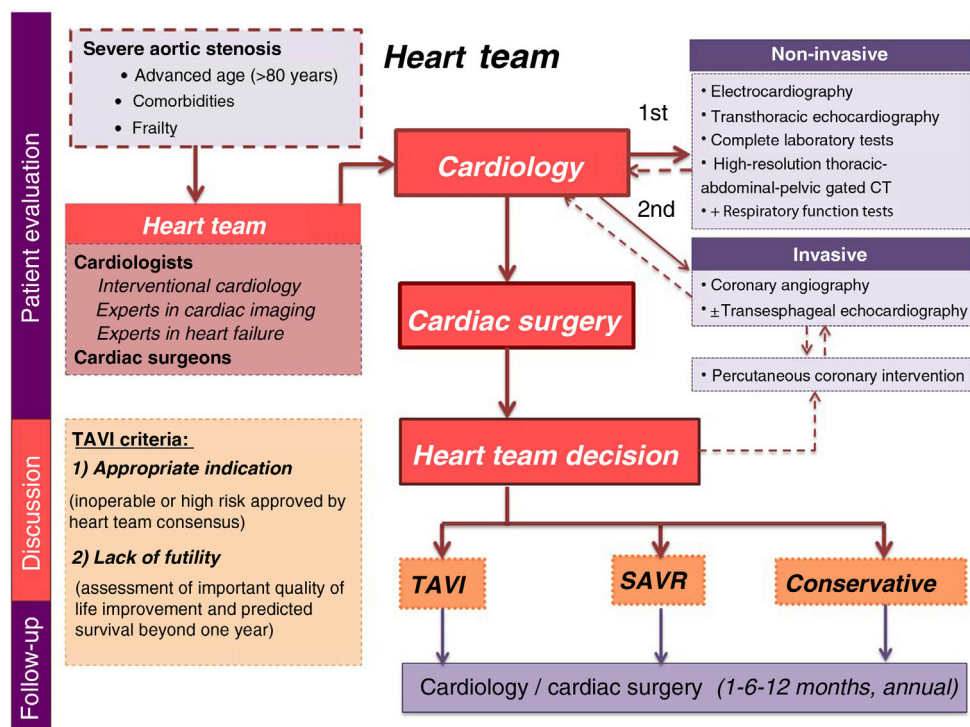 Patient evaluation
Discussion
Follow-up
Heart team
Severe aortic stenosis
• Advanced age (>80 years)
• Comorbidities
• Frailty
Heart team
Cardiologists
Interventional cardiology
Experts in cardiac imaging
Experts in heart failure
Cardiac surgeons
Cardiology
1st
2nd
Non-invasive
• Electrocardiography
• Transthoracic echocardiography
• Complete laboratory tests
• High-resolution thoracic-
abdominal-pelvic gated CT
• + Respiratory function tests
Invasive
• Coronary angiography
• ± Transesphageal echocardiography
• Percutaneous coronary intervention
Cardiac surgery
Heart team decision
TAVI criteria:
1) Appropriate indication
(inoperable or high risk approved by
heart team consensus)
2) Lack of futility
(assessment of important quality of
life improvement and predicted
survival beyond one year)
TAVI
SAVR
Conservative
Cardiology / cardiac surgery (1-6-12 months, annual)